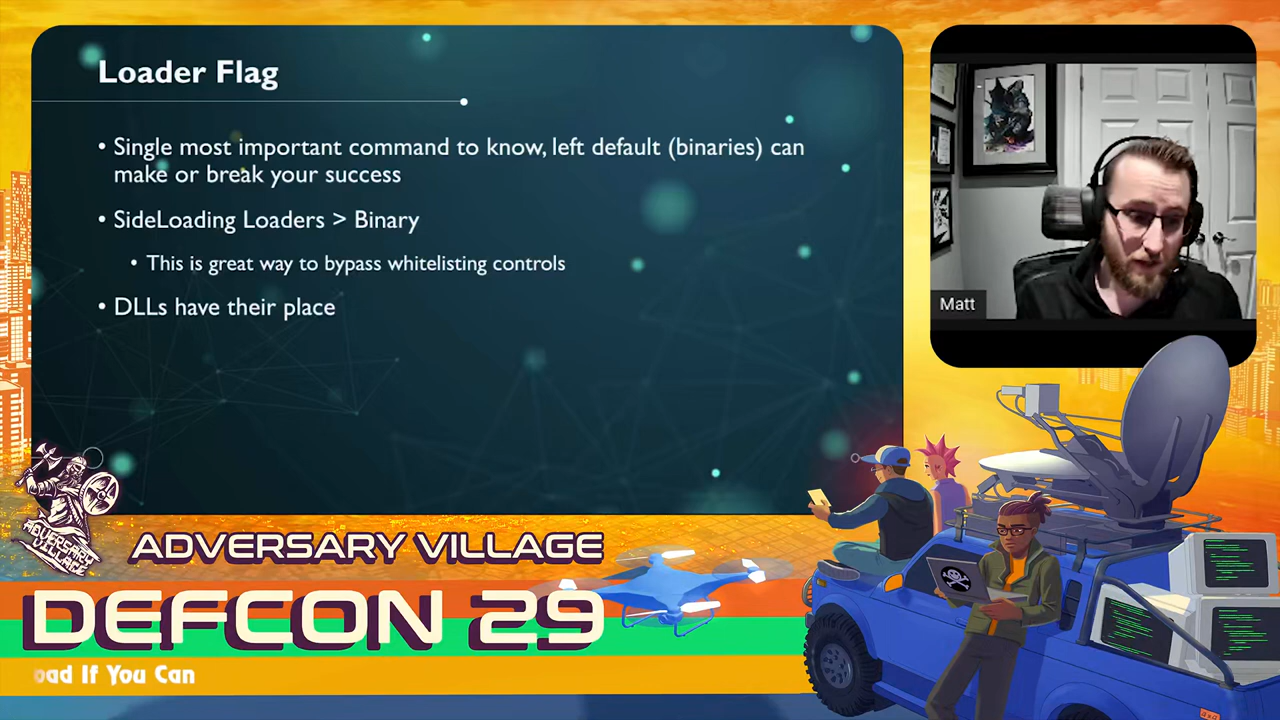 Loader Flag
• Single most important command to know, left default (binaries) can
make or break your success
• SideLoading Loaders > Binary
• This is great way to bypass whitelisting controls
• DLLs have their place
Matt
ADVERSARY
VILLAGE
ADVERSARY VILLAGE
DEFCON 29
oad If You Can